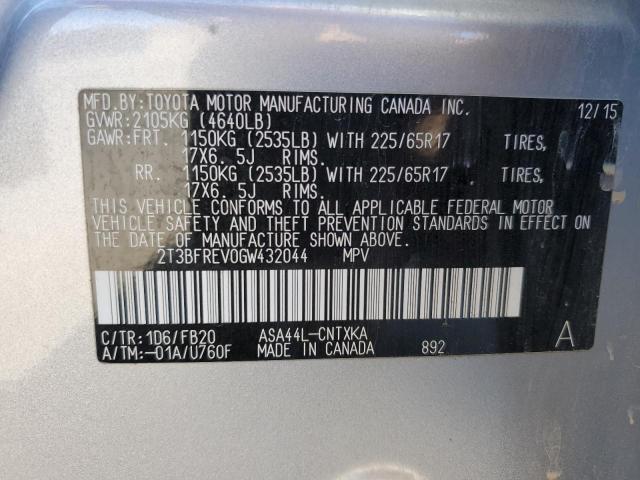 MFD.BY:TOYOTA MOTOR MANUFACTURING CANADA INC. 12/15
GVWR:2105KG (4640LB)
GAWR:FRT. 1150KG (2535LB) WITH 225/65R17 TIRES,
17X6. 5J RIMS.
RR. 1150KG (2535LB) WITH 225/65R17 TIRES,
17X6. 5J RIMS.
THIS VEHICLE CONFORMS TO ALL APPLICABLE FEDERAL MOTOR
VEHICLE SAFETY AND THEFT PREVENTION STANDARDS IN EFFECT ON
THE DATE OF MANUFACTURE SHOWN ABOVE.
2T3BFREV0GW432044 MPV
C/TR:1D6/FB20 ASA44L-CNTXKA A
A/TM:-01A/U760F MADE IN CANADA 892